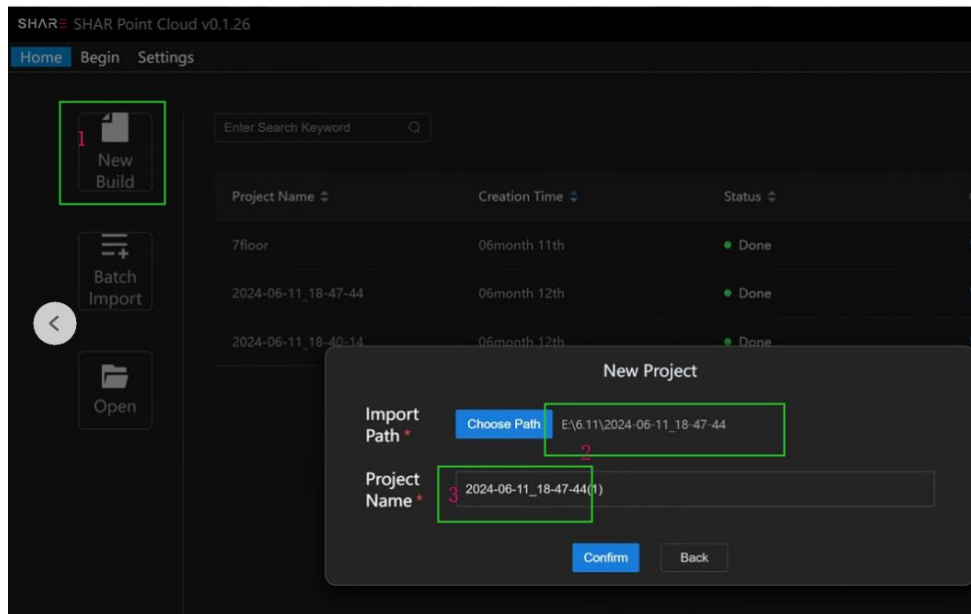 SHARE SHAR Point Cloud v0.1.26
Home Begin Settings
1
New
Build
Enter Search Keyword
Project Name Creation Time Status
7floor 06month 11th Done
Batch
Import
2024-06-11_18-47-44 06month 12th Done
2024-06-11_18-40-14 06month 12th Done
Open
New Project
Import
Path *
Choose Path E:\6.11\2024-06-11_18-47-44
2
Project
Name *
3 2024-06-11_18-47-44(1)
Confirm Back